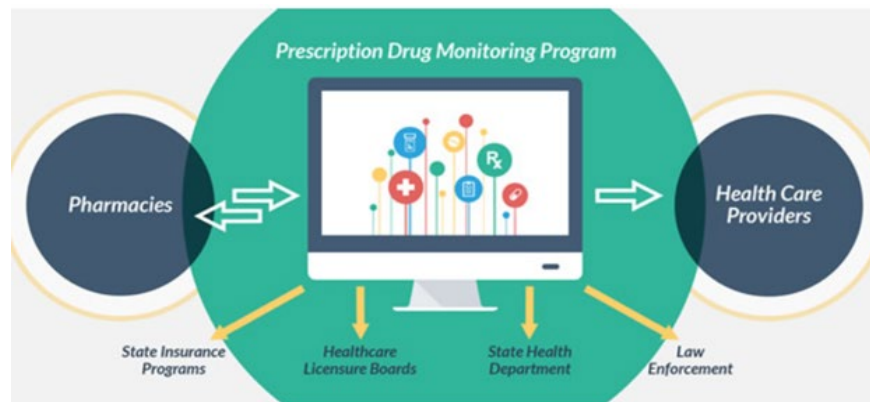 Prescription Drug Monitoring Program
Pharmacies
Rx
Health Care
Providers
State Insurance
Programs
Healthcare
Licensure Boards
State Health
Department
Law
Enforcement